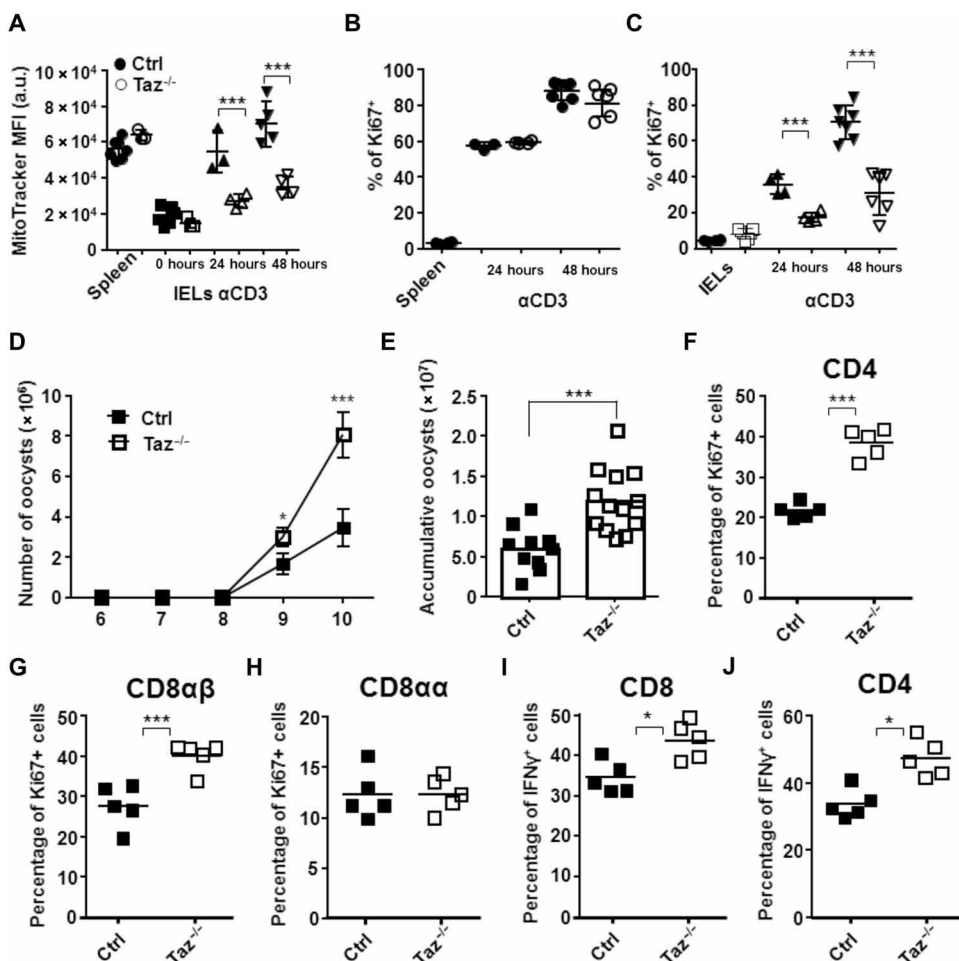 A
MitoTracker MFI (a.u.)
Ctrl
Taz⁻/⁻
***
***
10 × 10⁴
8 × 10⁴
6 × 10⁴
4 × 10⁴
2 × 10⁴
0
Spleen
0 hours 24 hours 48 hours
IELs αCD3
B
% of Ki67⁺
100
80
60
40
20
0
Spleen
24 hours 48 hours
αCD3
C
% of Ki67⁺
***
***
100
80
60
40
20
0
IELs
24 hours 48 hours
αCD3
D
Number of oocysts (×10⁶)
10
8
6
4
2
0
Ctrl
Taz⁻/⁻
*
***
6 7 8 9 10
E
Accumulative oocysts (×10⁷)
***
2.5
2.0
1.5
1.0
5.0
0
Ctrl
Taz⁻/⁻
F
CD4
Percentage of Ki67+ cells
***
50
40
30
20
10
0
Ctrl
Taz⁻/⁻
G
CD8αβ
Percentage of Ki67+ cells
***
50
40
30
20
10
0
Ctrl
Taz⁻/⁻
H
CD8αα
Percentage of Ki67+ cells
20
15
10
5
0
Ctrl
Taz⁻/⁻
I
CD8
Percentage of IFNγ⁺ cells
*
50
40
30
20
10
0
Ctrl
Taz⁻/⁻
J
CD4
Percentage of IFNγ⁺ cells
*
60
40
20
0
Ctrl
Taz⁻/⁻